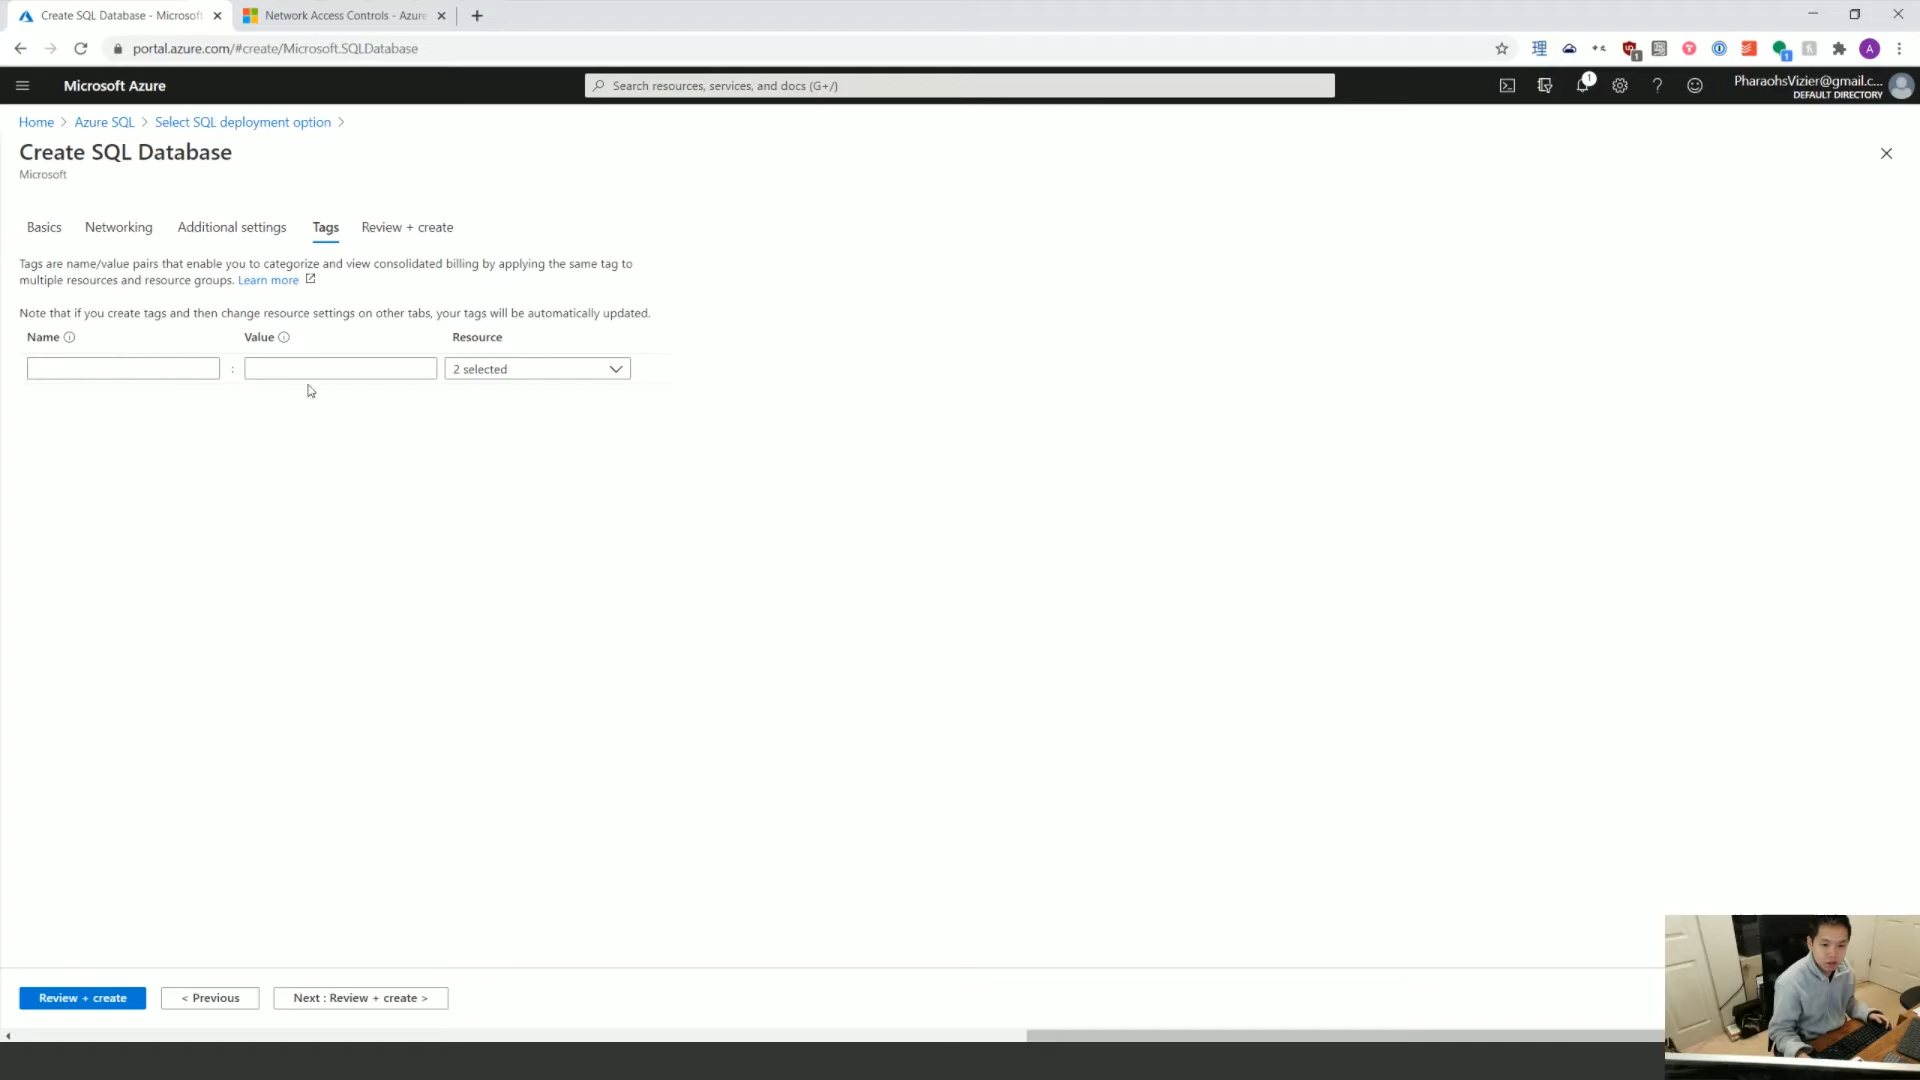 Create SQL Database - Microsoft
Network Access Controls - Azure
portal.azure.com/#create/Microsoft.SQLDatabase
理
1
1
A
Microsoft Azure
Search resources, services, and docs (G+/)
1
PharaohsVizier@gmail.c...
DEFAULT DIRECTORY
Home > Azure SQL > Select SQL deployment option >
Create SQL Database
Microsoft
Basics Networking Additional settings Tags Review + create
Tags are name/value pairs that enable you to categorize and view consolidated billing by applying the same tag to
multiple resources and resource groups. Learn more
Note that if you create tags and then change resource settings on other tabs, your tags will be automatically updated.
Name Value Resource
: 2 selected
Review + create < Previous Next : Review + create >